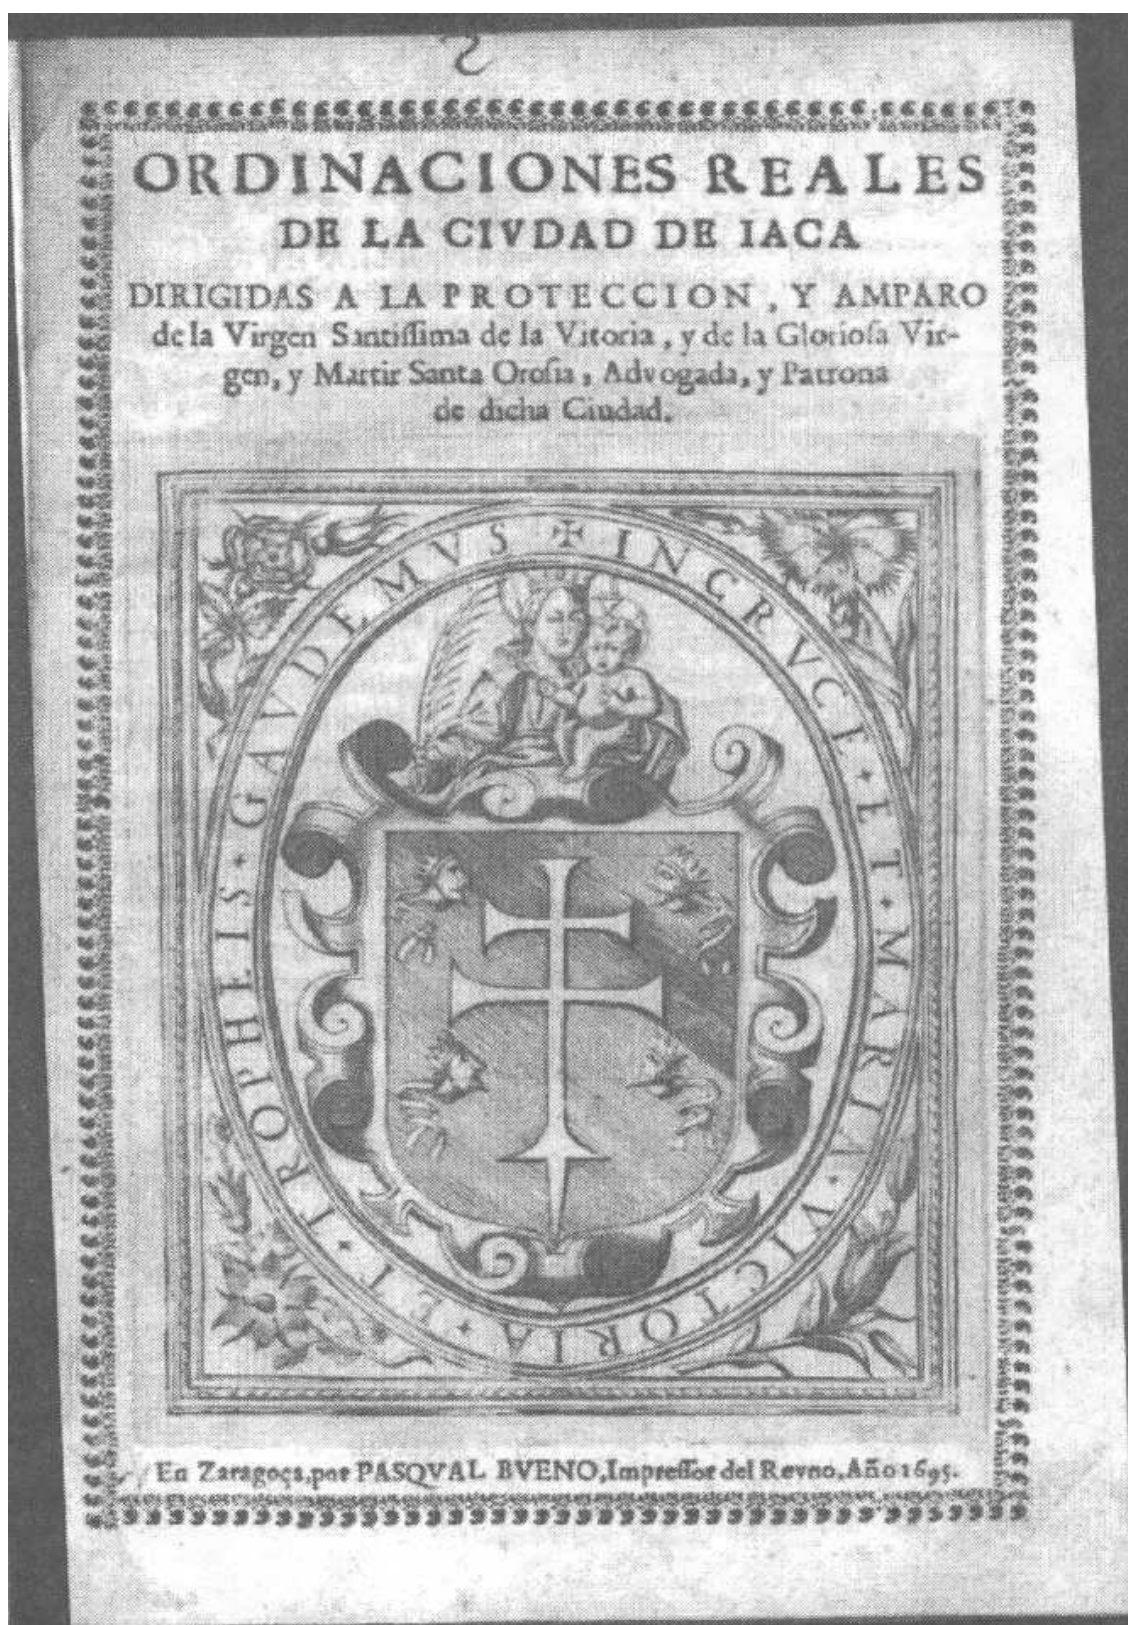 ORDINACIONES REALES
DE LA CIVDAD DE IACA
DIRIGIDAS A LA PROTECCION, Y AMPARO
de la Virgen Santissima de la Vitoria, y de la Gloriosa Vir-
gen, y Martir Santa Orosia, Advogada, y Patrona
de dicha Ciudad.
✠ INCRVCE · ET · MARIA · VICTORIA · ET · TROPHEIS · GAVDEMVS
En Zaragoça, por PASQVAL BVENO, Impressor del Reyno, Año 1695.